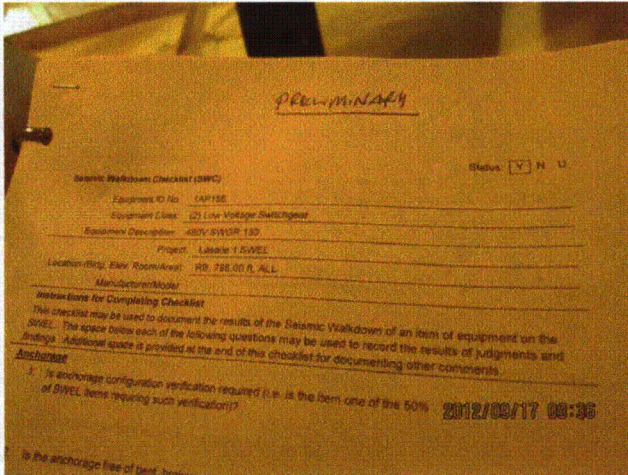 PRELIMINARY
Status: Y N U
Seismic Walkdown Checklist (SWC)
Equipment ID No. 1AP15E
Equipment Class (2) Low Voltage Switchgear
Equipment Description 480V SWGR
Project Lasalle 1 SWEL
Location (Bldg, Elev, Room/Area) RB, ft, ALL
Manufacturer/Model
Instructions for Completing Checklist
This checklist may be used to document the results of the Seismic Walkdown of an item of equipment on the
SWEL. The space below each of the following questions may be used to record the results of judgments and
findings. Additional space is provided at the end of this checklist for documenting other comments.
Anchorage
1. Is anchorage configuration verification required (i.e. is the item one of the 50%
of SWEL items requiring such verification)?
2012/09/17 09:36
Is the anchorage free of bent,